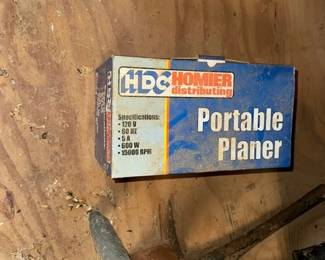 HDC HOMIER
distributing
Specifications:
• 120 V
• 60 HZ
• 5 A
• 600 W
• 15000 RPM
Portable
Planer